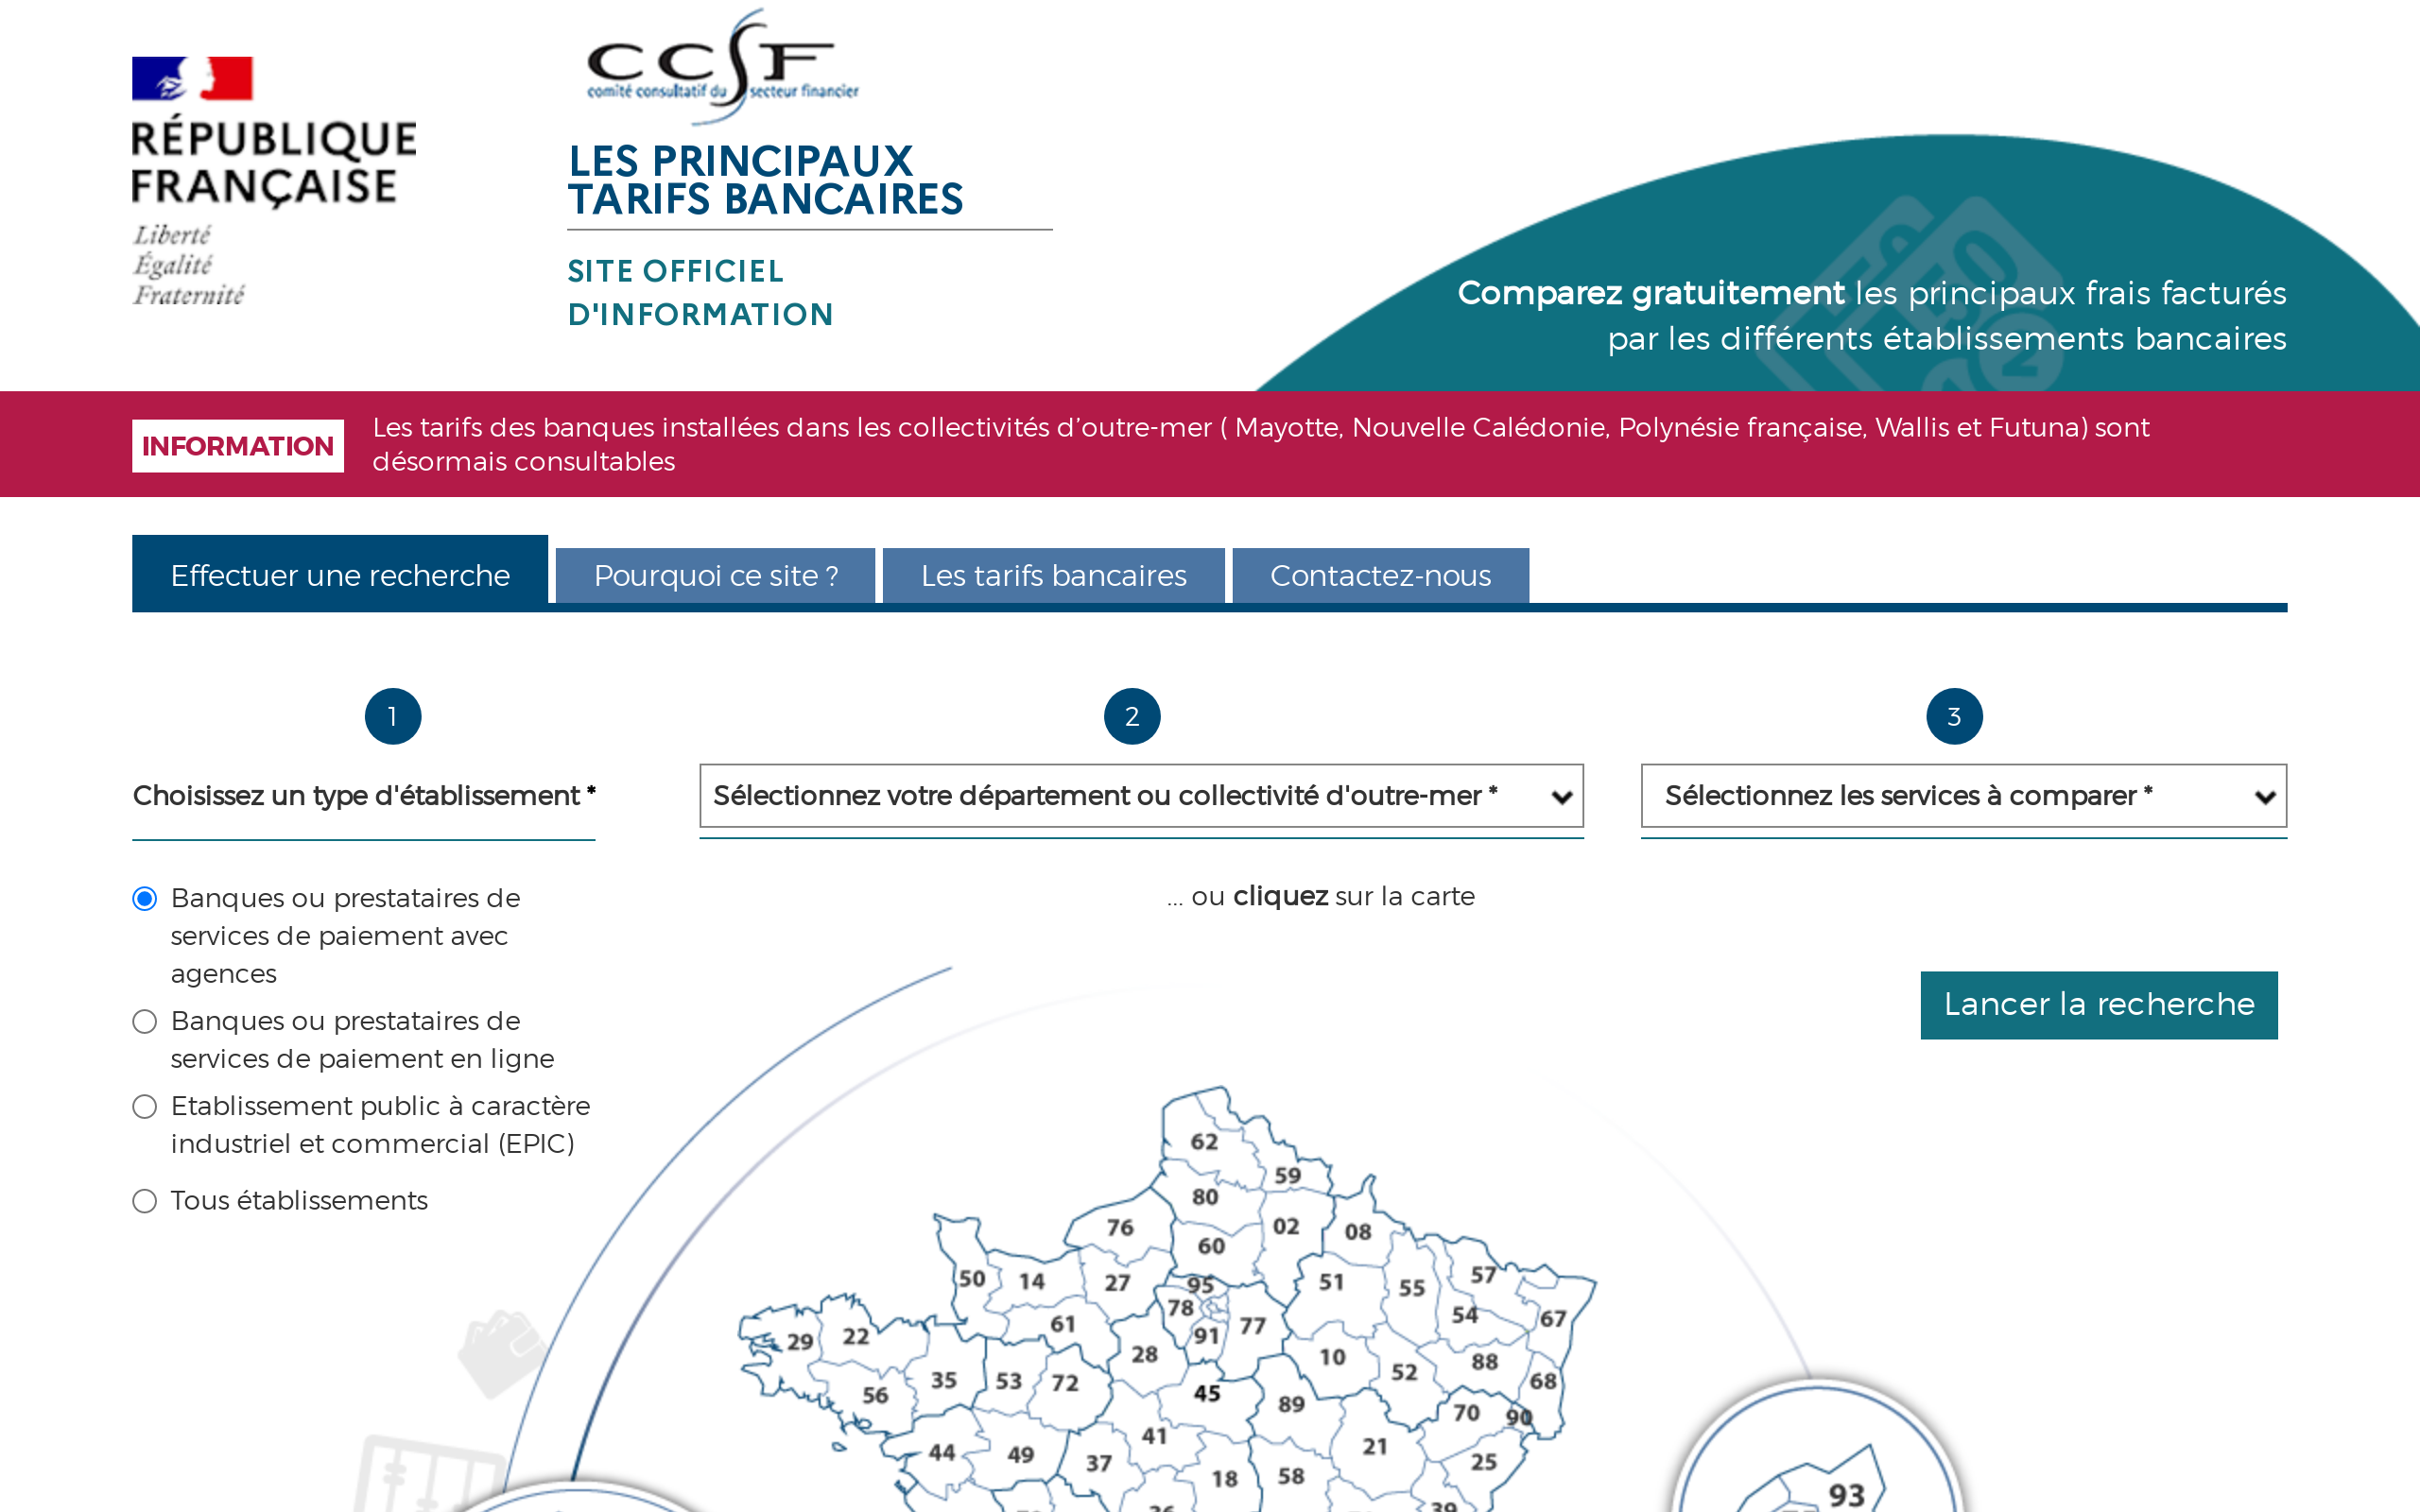 RÉPUBLIQUE
FRANÇAISE
Liberté
Égalité
Fraternité
CCSF
comité consultatif du secteur financier
LES PRINCIPAUX
TARIFS BANCAIRES
SITE OFFICIEL
D'INFORMATION
Comparez gratuitement les principaux frais facturés
par les différents établissements bancaires
INFORMATION
Les tarifs des banques installées dans les collectivités d’outre-mer ( Mayotte, Nouvelle Calédonie, Polynésie française, Wallis et Futuna) sont
désormais consultables
Effectuer une recherche
Pourquoi ce site ?
Les tarifs bancaires
Contactez-nous
1
Choisissez un type d'établissement *
Banques ou prestataires de
services de paiement avec
agences
Banques ou prestataires de
services de paiement en ligne
Etablissement public à caractère
industriel et commercial (EPIC)
Tous établissements
2
Sélectionnez votre département ou collectivité d'outre-mer *
... ou cliquez sur la carte
3
Sélectionnez les services à comparer *
Lancer la recherche
62
59
80
76
02
08
60
50
14
27
95
51
55
57
78
54
67
61
91
77
29
22
28
10
88
52
35
53
72
68
56
45
89
70
90
41
21
44
49
37
25
18
58
39
93